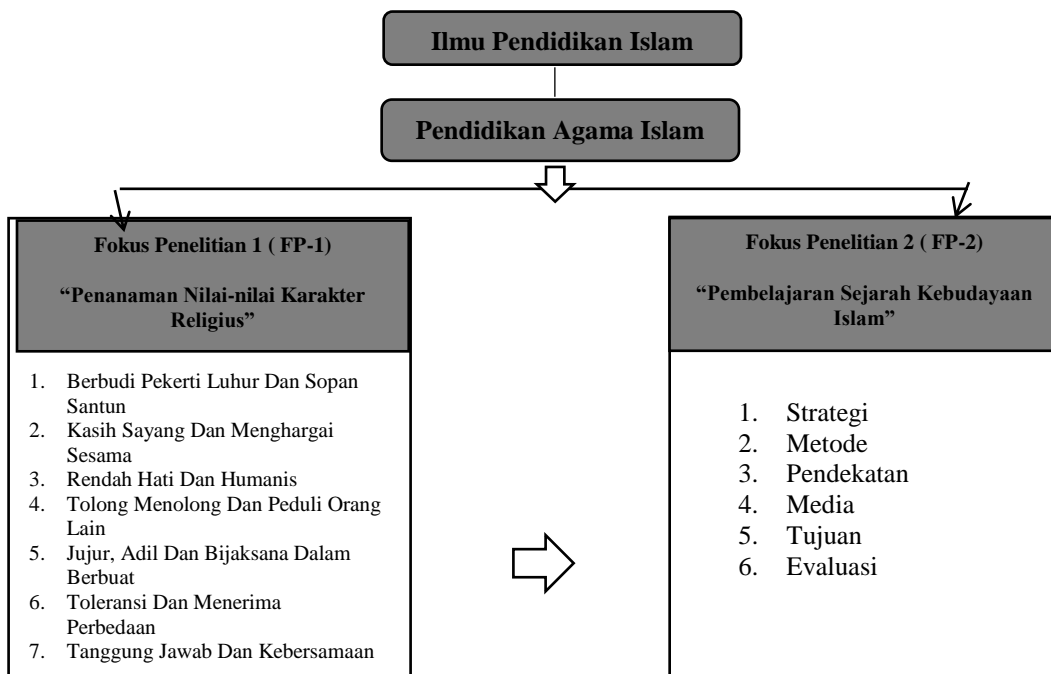 Ilmu Pendidikan Islam
Pendidikan Agama Islam
Fokus Penelitian 1 ( FP-1)
“Penanaman Nilai-nilai Karakter
Religius”
1. Berbudi Pekerti Luhur Dan Sopan
Santun
2. Kasih Sayang Dan Menghargai
Sesama
3. Rendah Hati Dan Humanis
4. Tolong Menolong Dan Peduli Orang
Lain
5. Jujur, Adil Dan Bijaksana Dalam
Berbuat
6. Toleransi Dan Menerima
Perbedaan
7. Tanggung Jawab Dan Kebersamaan
Fokus Penelitian 2 ( FP-2)
“Pembelajaran Sejarah Kebudayaan
Islam”
1. Strategi
2. Metode
3. Pendekatan
4. Media
5. Tujuan
6. Evaluasi